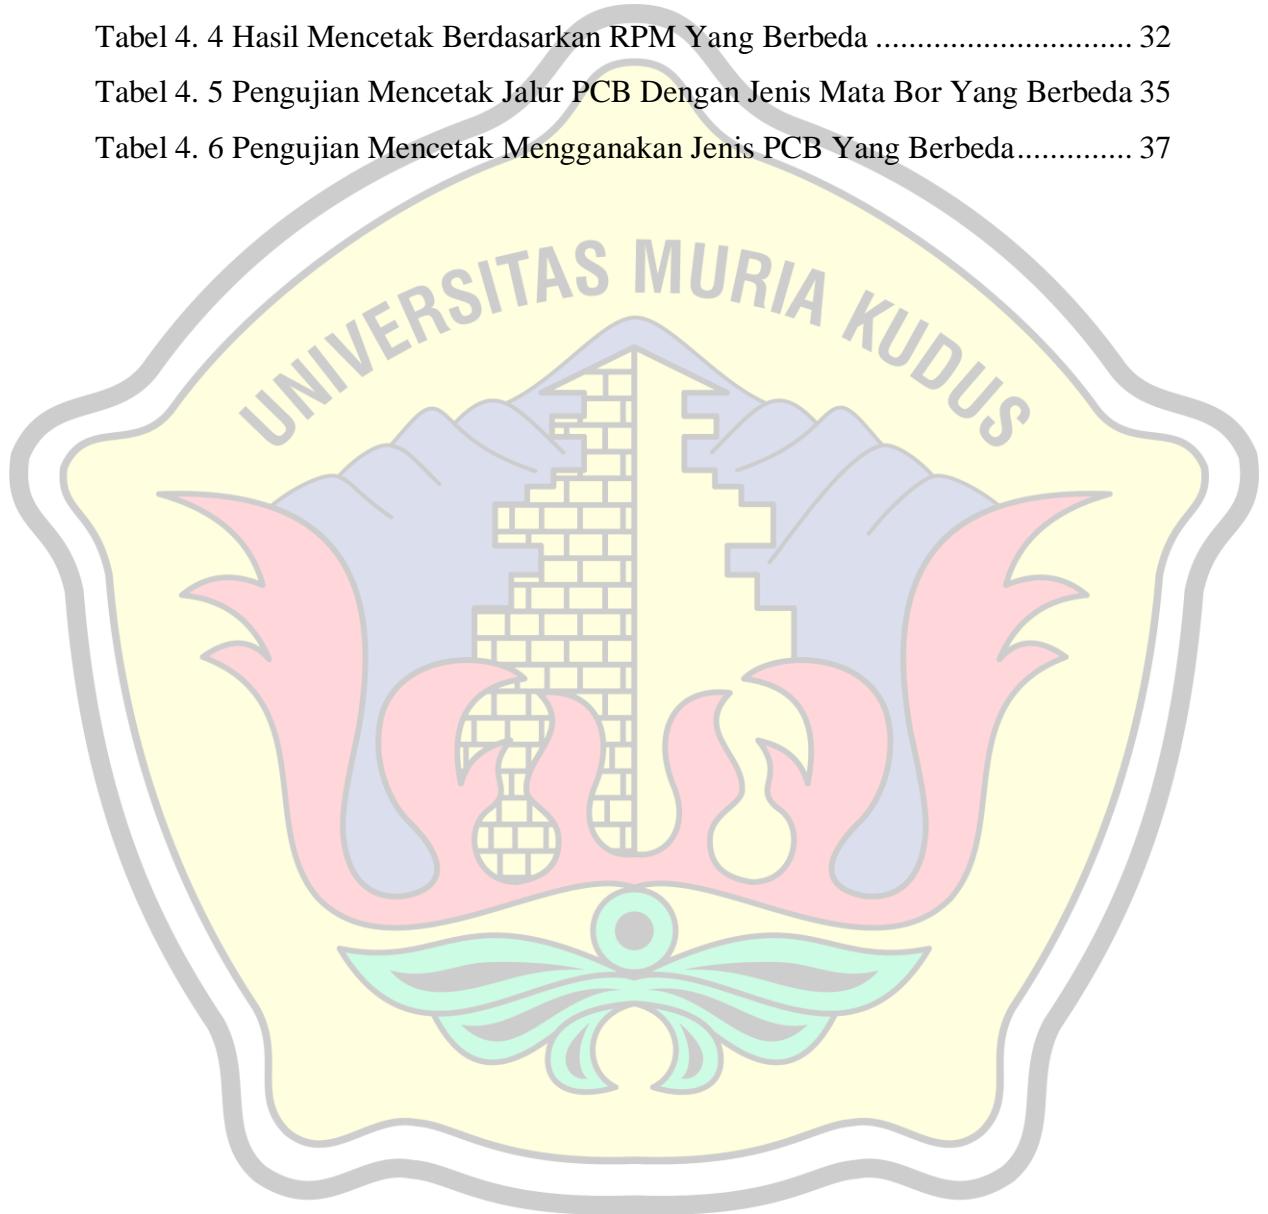 Tabel 4. 4 Hasil Mencetak Berdasarkan RPM Yang Berbeda ............................... 32
Tabel 4. 5 Pengujian Mencetak Jalur PCB Dengan Jenis Mata Bor Yang Berbeda 35
Tabel 4. 6 Pengujian Mencetak Mengganakan Jenis PCB Yang Berbeda.............. 37
UNIVERSITAS MURIA KUDUS